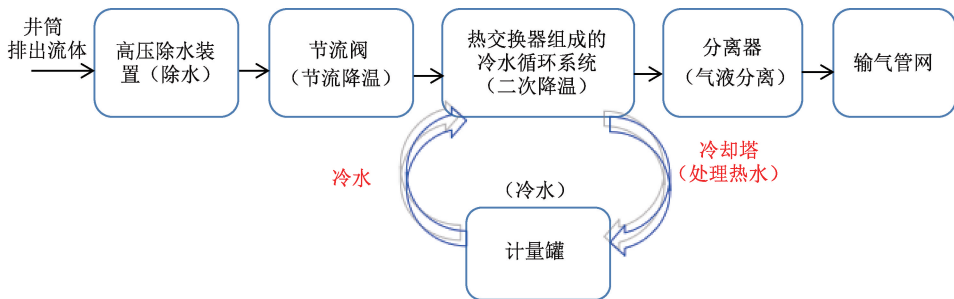 井筒
排出流体
高压除水装
置（除水）
节流阀
（节流降温）
热交换器组成的
冷水循环系统
（二次降温）
分离器
（气液分离）
输气管网
冷水
冷却塔
（处理热水）
（冷水）
计量罐